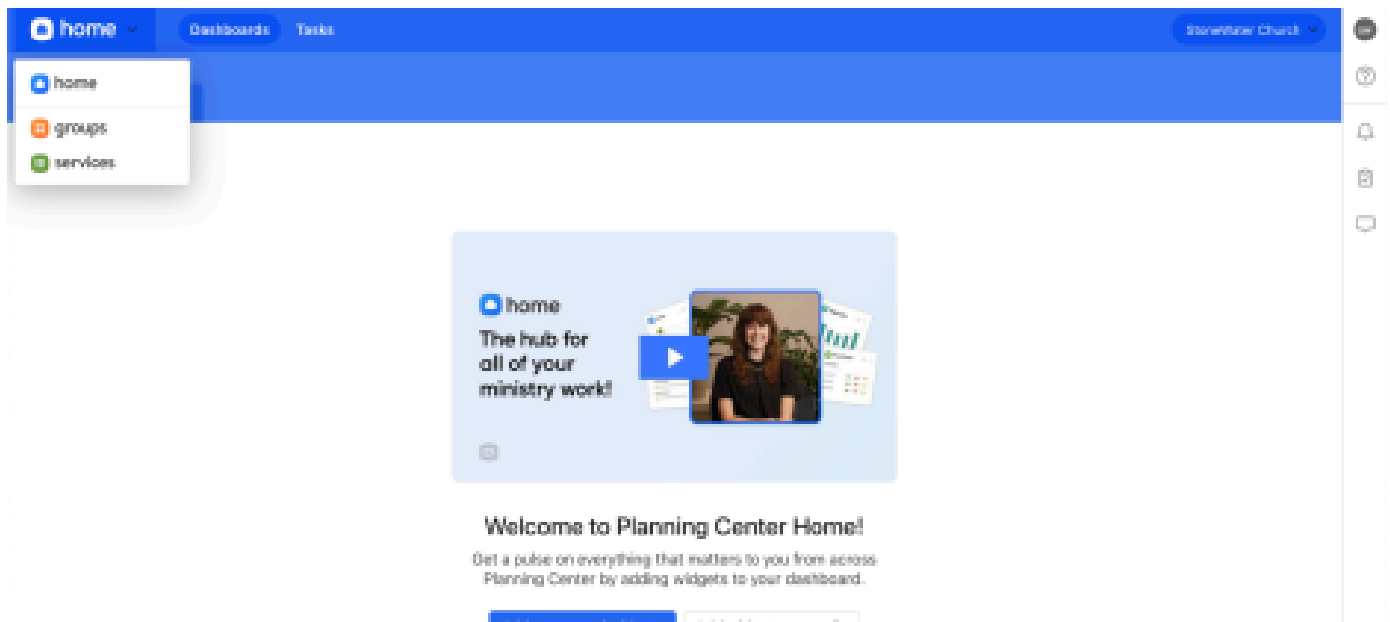 home
Dashboards
Tasks
StoneWater Church
home
groups
services
home
The hub for
all of your
ministry work!
Welcome to Planning Center Home!
Get a pulse on everything that matters to you from across
Planning Center by adding widgets to your dashboard.